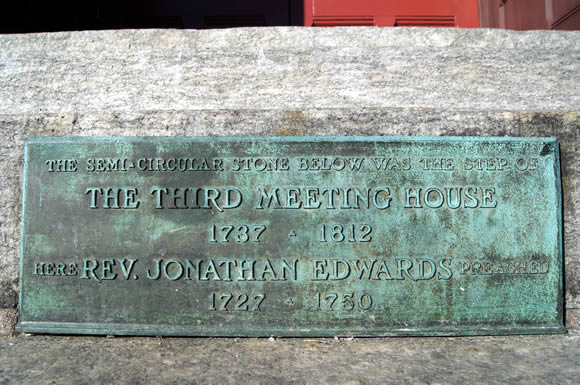 THE SEMI-CIRCULAR STONE BELOW WAS THE STEP OF
THE THIRD MEETING HOUSE
1737 · 1812
HERE REV. JONATHAN EDWARDS PREACHED
1727 · 1750